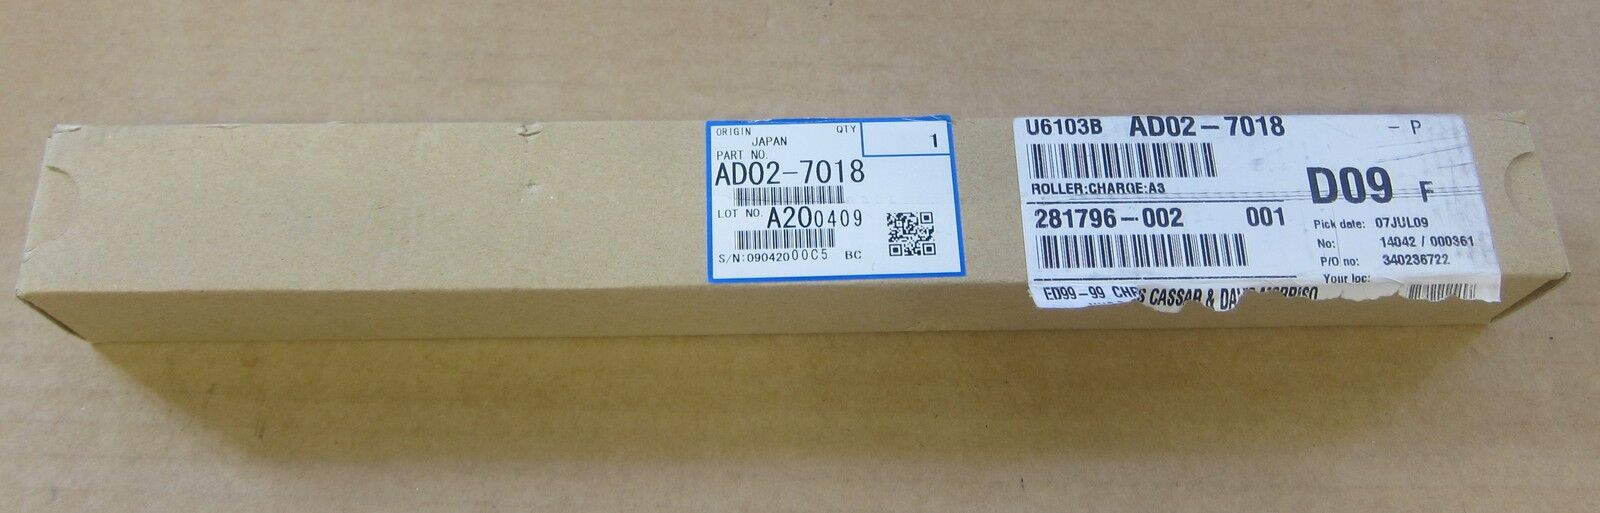 ORIGIN QTY
JAPAN 1
PART NO.
AD02-7018
LOT NO. A200409
S/N:09042000C5 BC
U6103B AD02-7018 - P
ROLLER:CHARGE:A3
D09 F
281796-002 001
Pick date: 07JUL09
No: 14042 / 000361
P/O no: 340236722
Your loc:
ED99-99 CASSAR &